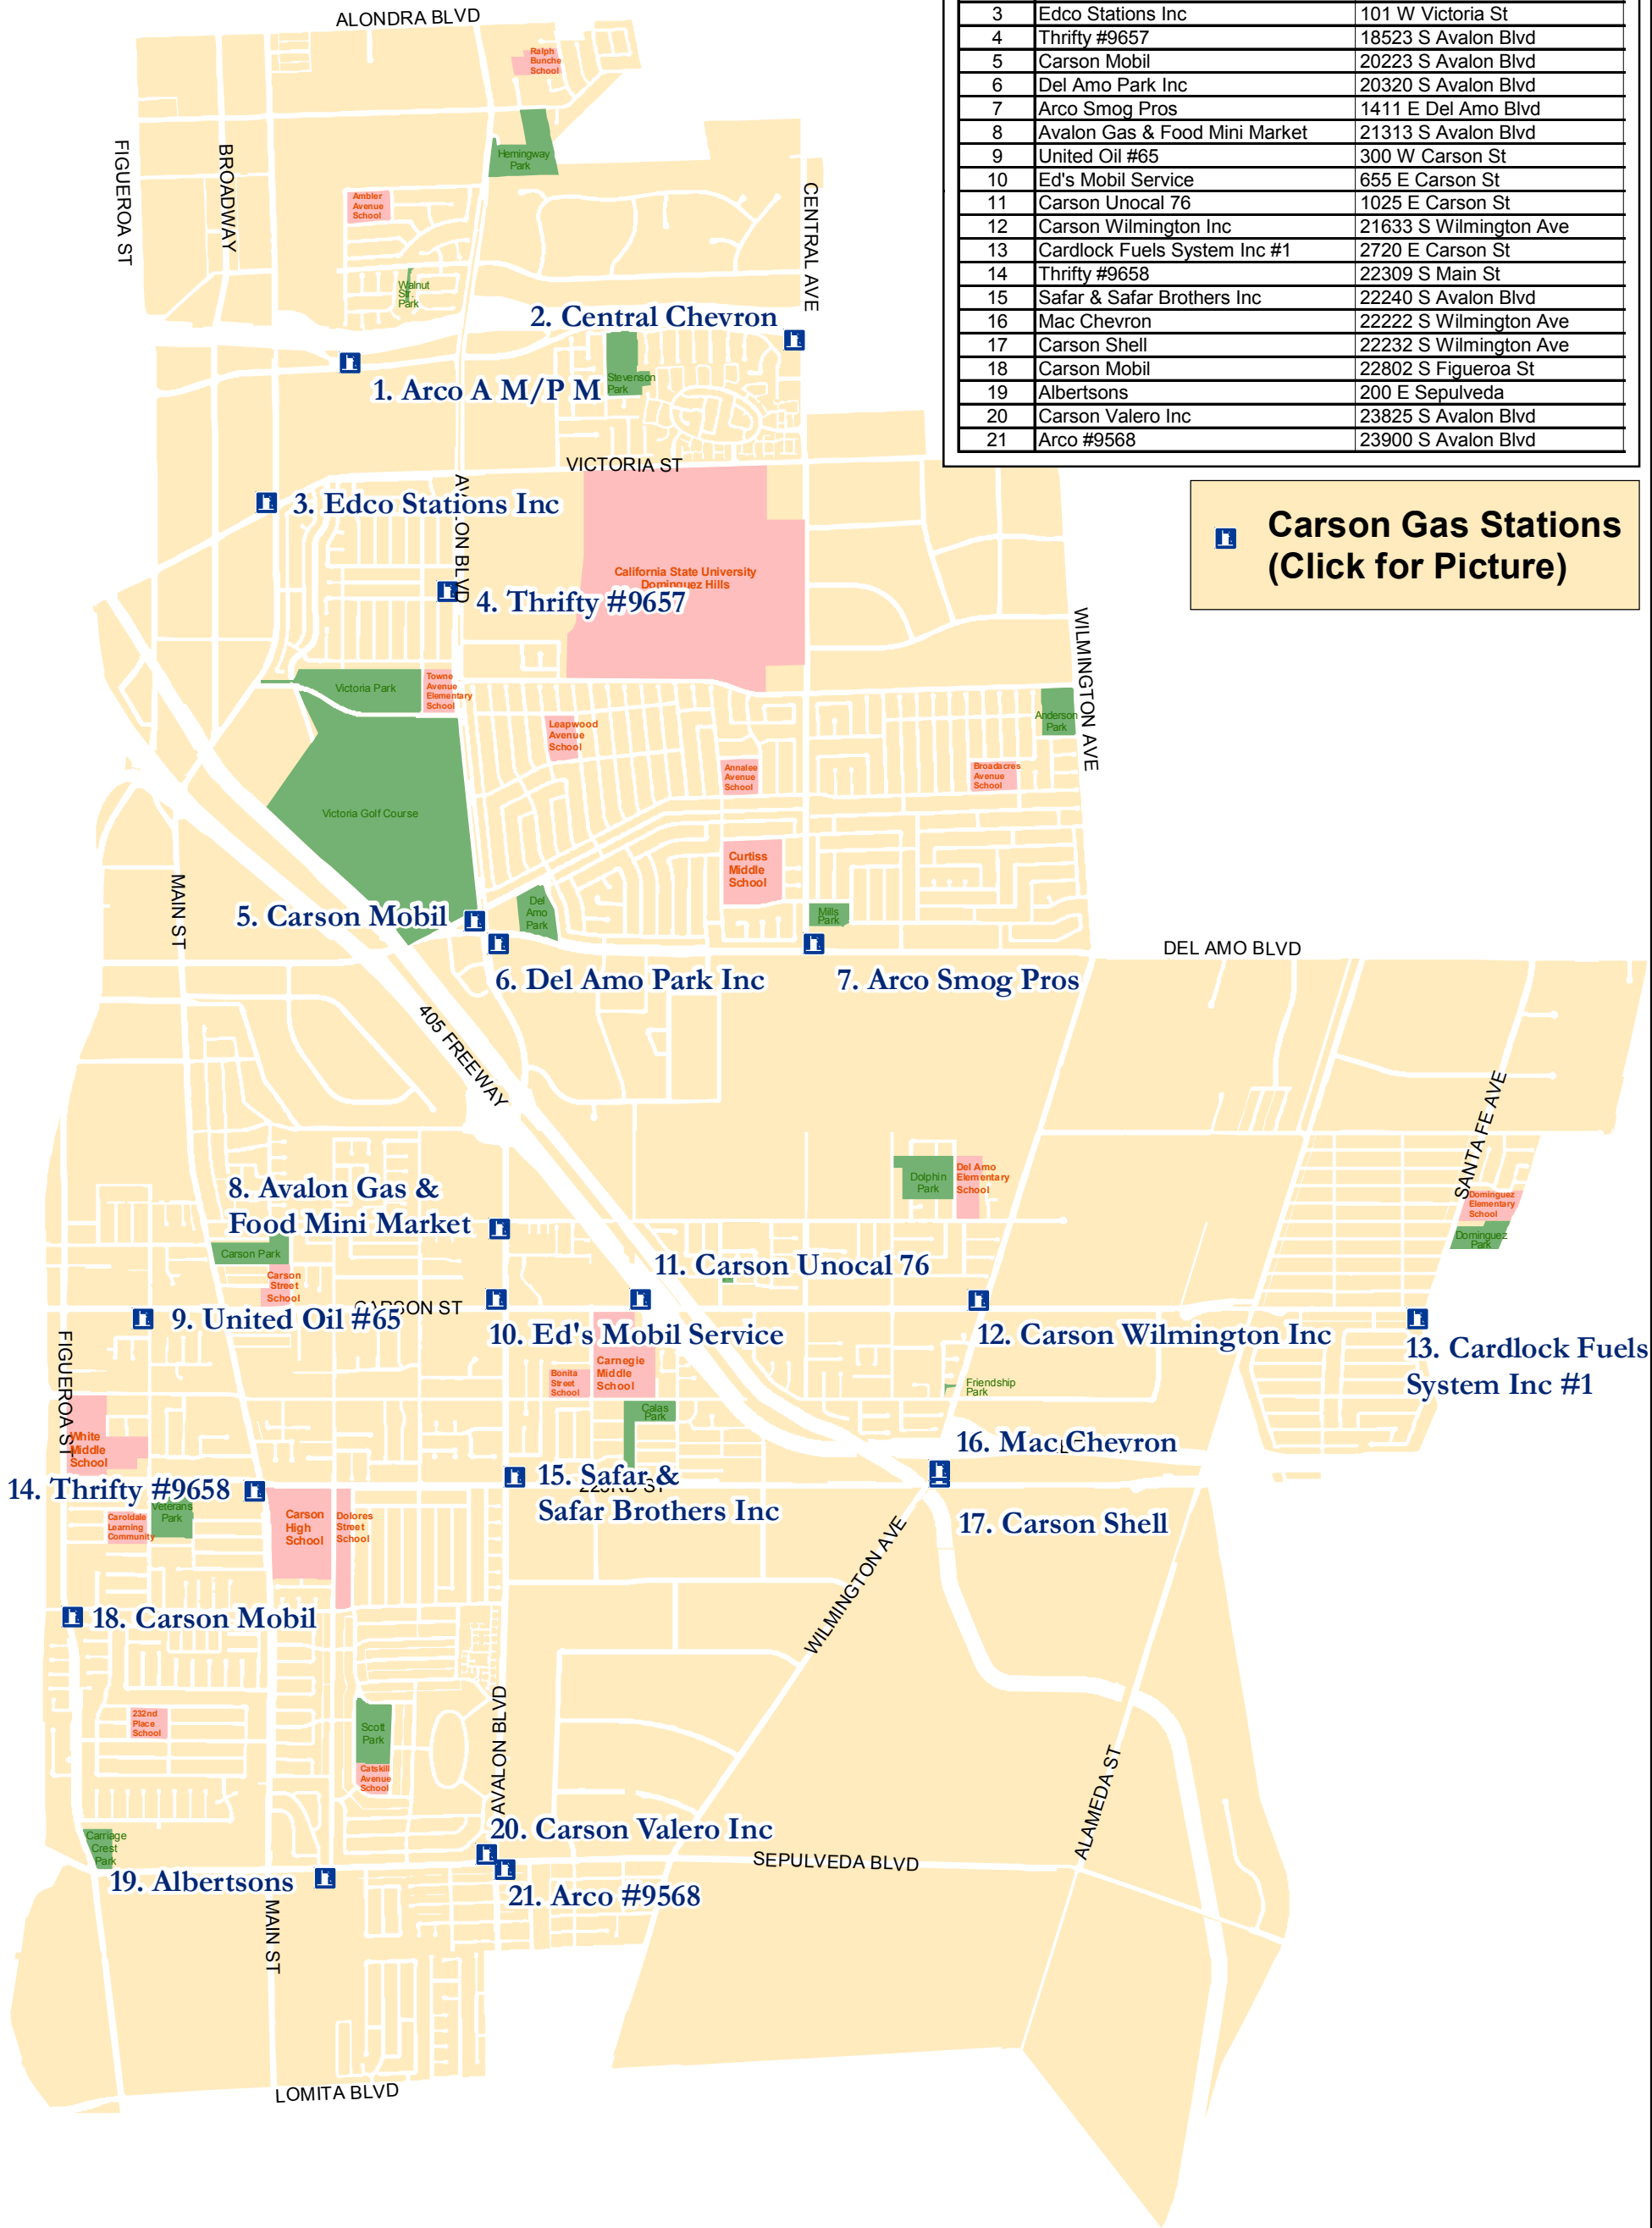 ALONDRA BLVD
3 Edco Stations Inc 101 W Victoria St
4 Thrifty #9657 18523 S Avalon Blvd
5 Carson Mobil 20223 S Avalon Blvd
6 Del Amo Park Inc 20320 S Avalon Blvd
7 Arco Smog Pros 1411 E Del Amo Blvd
8 Avalon Gas & Food Mini Market 21313 S Avalon Blvd
9 United Oil #65 300 W Carson St
10 Ed's Mobil Service 655 E Carson St
11 Carson Unocal 76 1025 E Carson St
12 Carson Wilmington Inc 21633 S Wilmington Ave
13 Cardlock Fuels System Inc #1 2720 E Carson St
14 Thrifty #9658 22309 S Main St
15 Safar & Safar Brothers Inc 22240 S Avalon Blvd
16 Mac Chevron 22222 S Wilmington Ave
17 Carson Shell 22232 S Wilmington Ave
18 Carson Mobil 22802 S Figueroa St
19 Albertsons 200 E Sepulveda
20 Carson Valero Inc 23825 S Avalon Blvd
21 Arco #9568 23900 S Avalon Blvd
Carson Gas Stations
(Click for Picture)
Ralph
Bunche
School
FIGUEROA ST
BROADWAY
Hemingway
Park
CENTRAL AVE
Ambler
Avenue
School
Walnut
Str.
Park
2. Central Chevron
1. Arco A M/P M
Stevenson
Park
VICTORIA ST
AVALON BLVD
3. Edco Stations Inc
California State University
Dominguez Hills
4. Thrifty #9657
WILMINGTON AVE
Victoria Park
Towne
Avenue
Elementary
School
Leapwood
Avenue
School
Anderson
Park
Annalee
Avenue
School
Broadacres
Avenue
School
Victoria Golf Course
Curtiss
Middle
School
MAIN ST
Del
Amo
Park
Mills
Park
5. Carson Mobil
DEL AMO BLVD
6. Del Amo Park Inc
7. Arco Smog Pros
405 FREEWAY
SANTA FE AVE
Dolphin
Park
Del Amo
Elementary
School
8. Avalon Gas &
Food Mini Market
Dominguez
Elementary
School
Dominguez
Park
Carson Park
Carson
Street
School
11. Carson Unocal 76
CARSON ST
9. United Oil #65
10. Ed's Mobil Service
12. Carson Wilmington Inc
13. Cardlock Fuels
System Inc #1
FIGUEROA ST
Bonita
Street
School
Carnegie
Middle
School
Friendship
Park
Calas
Park
White
Middle
School
16. Mac Chevron
14. Thrifty #9658
15. Safar &
Safar Brothers Inc
223RD ST
Veterans
Park
Caroldale
Learning
Community
Carson
High
School
Dolores
Street
School
17. Carson Shell
WILMINGTON AVE
18. Carson Mobil
232nd
Place
School
Scott
Park
Catskill
Avenue
School
AVALON BLVD
ALAMEDA ST
Carriage
Crest
Park
20. Carson Valero Inc
SEPULVEDA BLVD
19. Albertsons
21. Arco #9568
MAIN ST
LOMITA BLVD